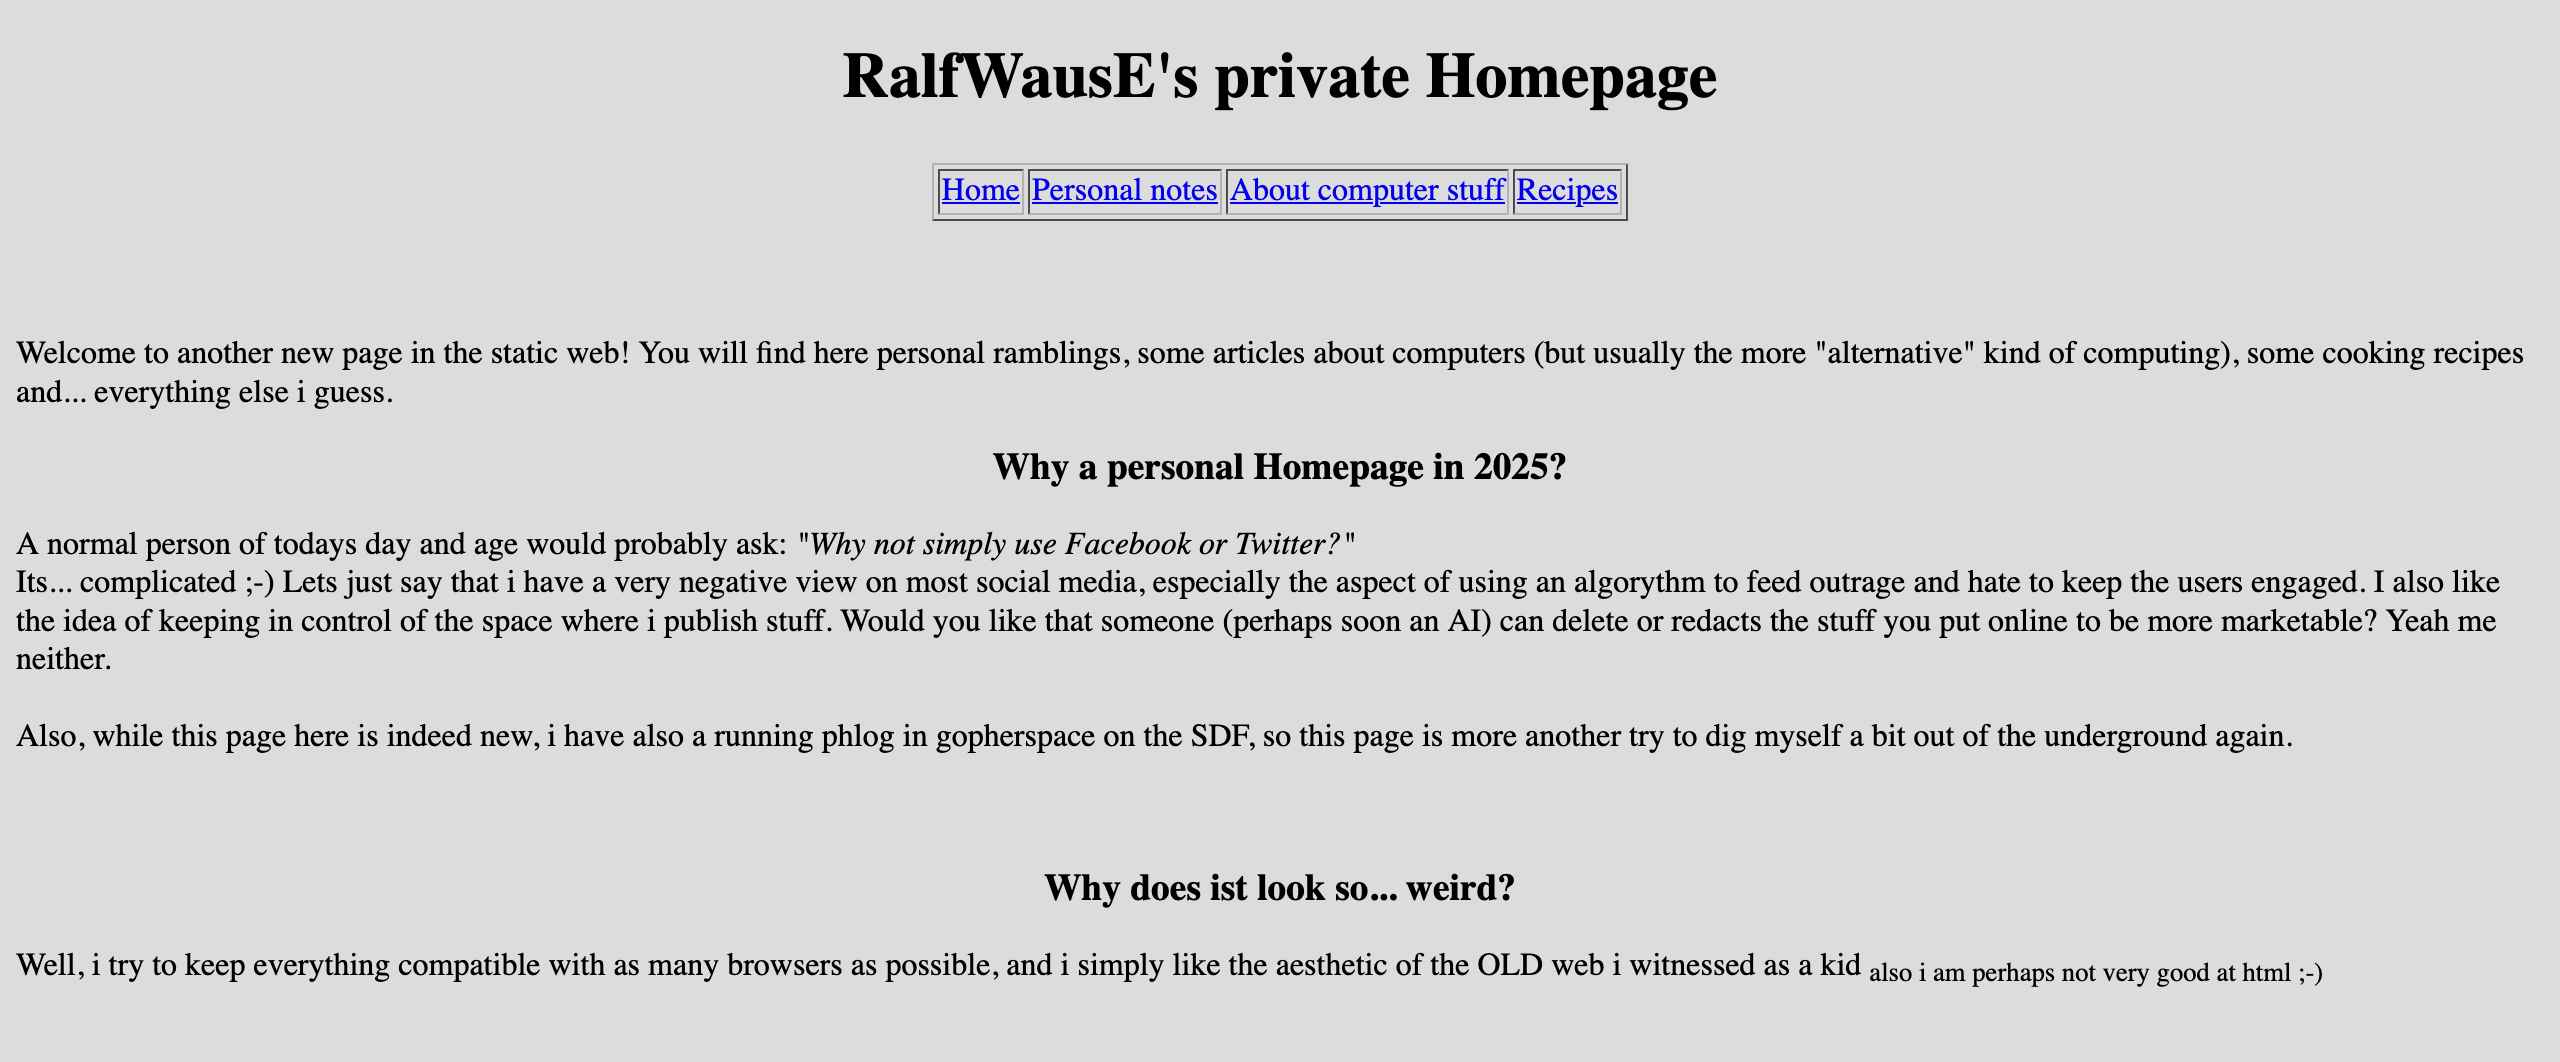 RalfWausE's private Homepage
Home Personal notes About computer stuff Recipes
Welcome to another new page in the static web! You will find here personal ramblings, some articles about computers (but usually the more "alternative" kind of computing), some cooking recipes
and... everything else i guess.
Why a personal Homepage in 2025?
A normal person of todays day and age would probably ask: "Why not simply use Facebook or Twitter?"
Its... complicated ;-) Lets just say that i have a very negative view on most social media, especially the aspect of using an algorythm to feed outrage and hate to keep the users engaged. I also like
the idea of keeping in control of the space where i publish stuff. Would you like that someone (perhaps soon an AI) can delete or redacts the stuff you put online to be more marketable? Yeah me
neither.
Also, while this page here is indeed new, i have also a running phlog in gopherspace on the SDF, so this page is more another try to dig myself a bit out of the underground again.
Why does ist look so... weird?
Well, i try to keep everything compatible with as many browsers as possible, and i simply like the aesthetic of the OLD web i witnessed as a kid also i am perhaps not very good at html ;-)